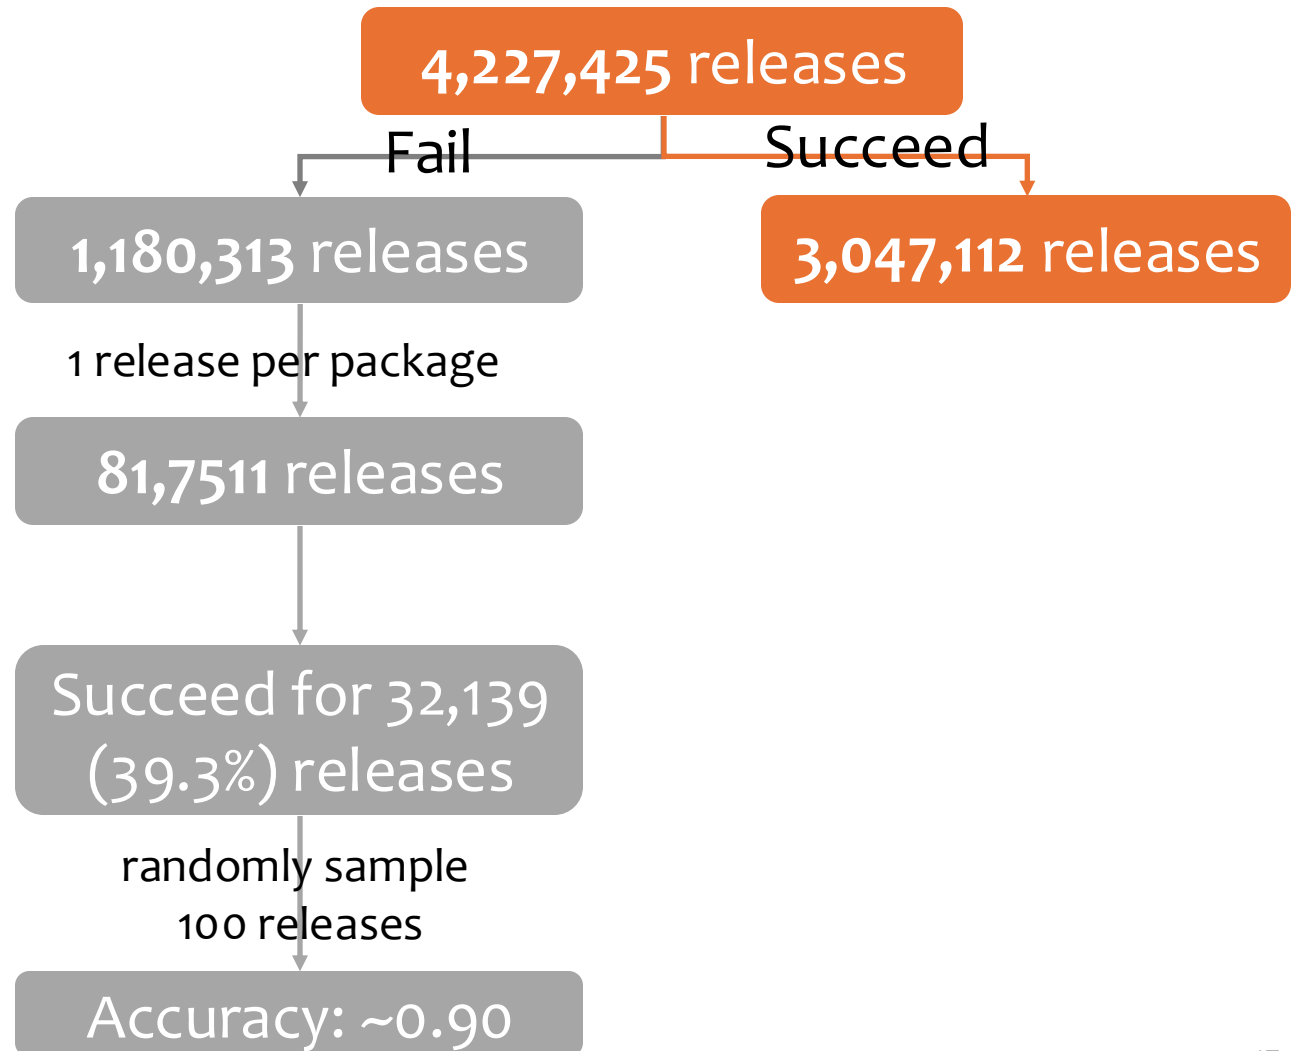 4,227,425 releases
Fail
Succeed
1,180,313 releases
3,047,112 releases
1 release per package
81,7511 releases
Succeed for 32,139
(39.3%) releases
randomly sample
100 releases
Accuracy: ~0.90